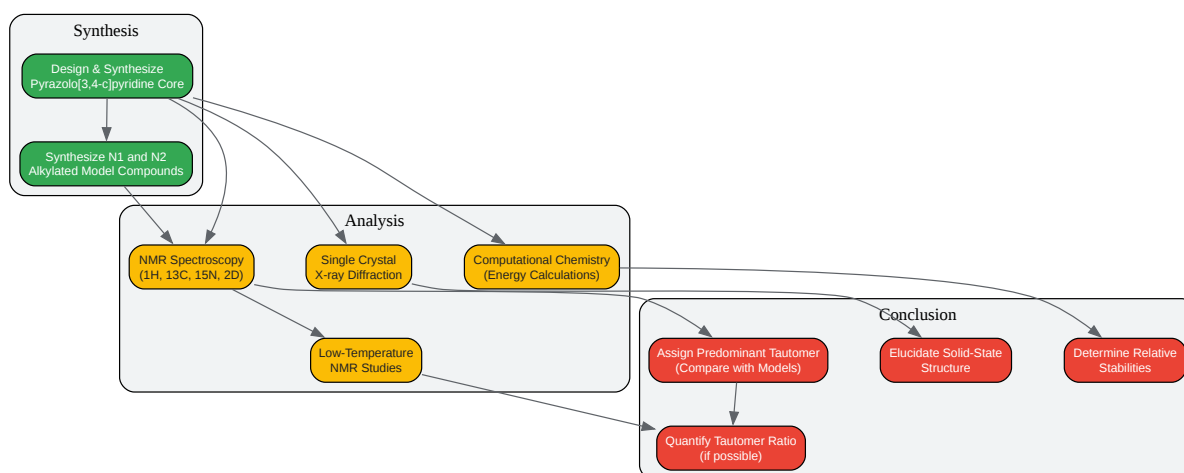 Synthesis
Design & Synthesize
Pyrazolo[3,4-c]pyridine Core
Synthesize N1 and N2
Alkylated Model Compounds
Analysis
NMR Spectroscopy
(1H, 13C, 15N, 2D)
Single Crystal
X-ray Diffraction
Computational Chemistry
(Energy Calculations)
Low-Temperature
NMR Studies
Conclusion
Assign Predominant Tautomer
(Compare with Models)
Elucidate Solid-State
Structure
Determine Relative
Stabilities
Quantify Tautomer Ratio
(if possible)